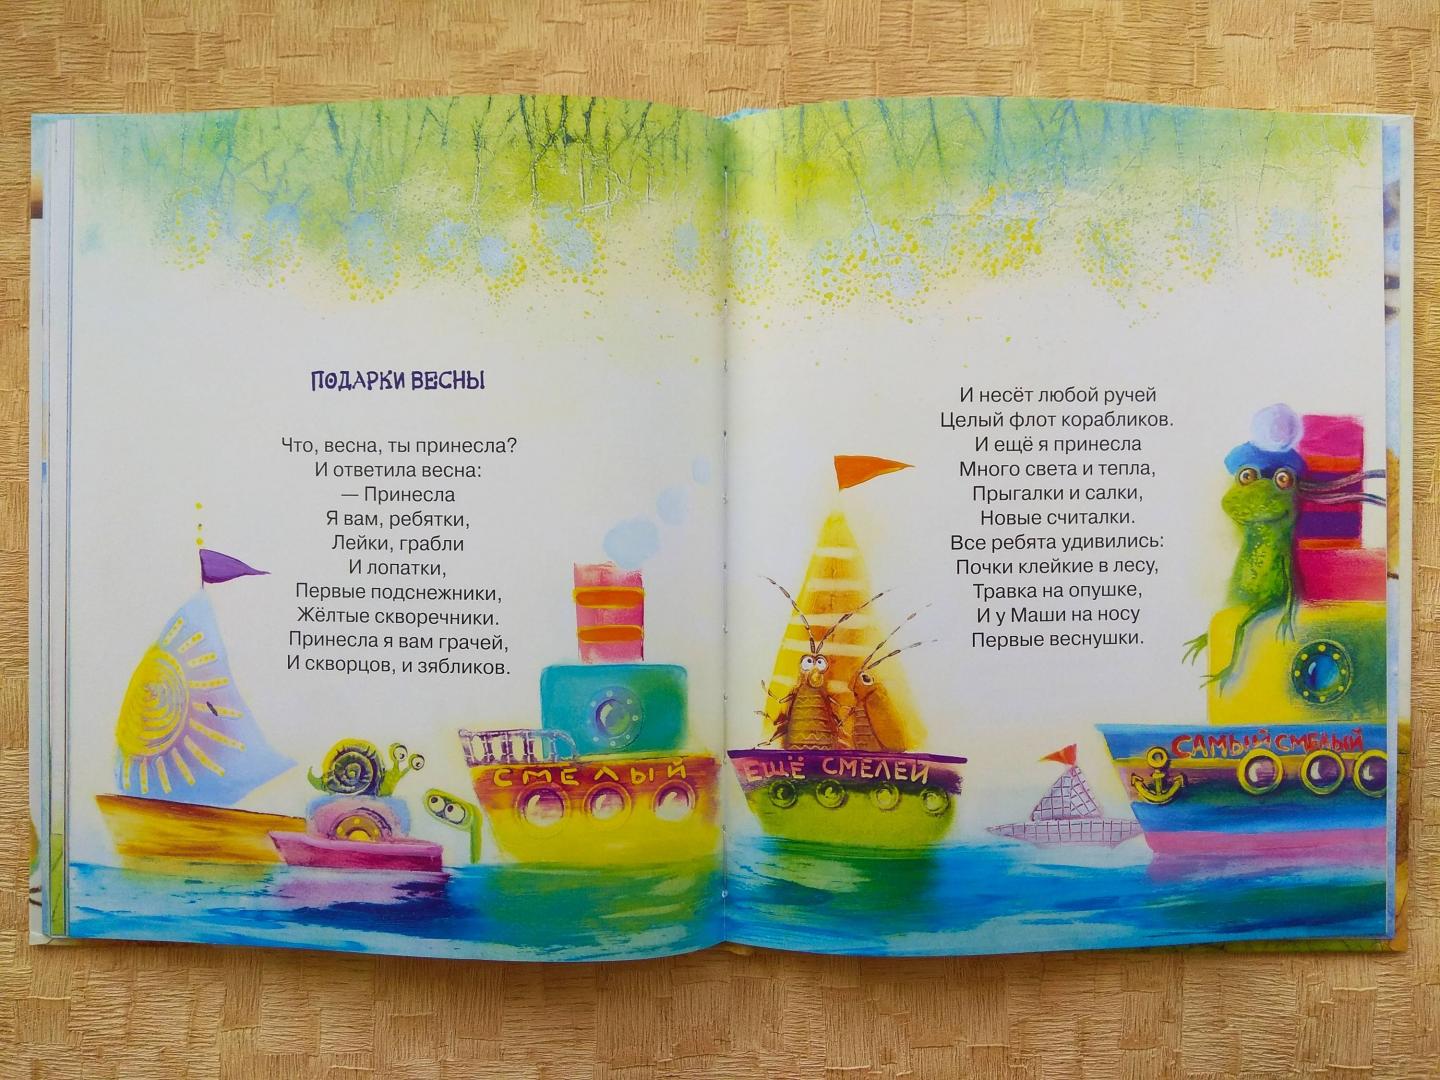 ПОДАРКИ ВЕСНЫ
Что, весна, ты принесла?
И ответила весна:
— Принесла
Я вам, ребятки,
Лейки, грабли
И лопатки,
Первые подснежники,
Жёлтые скворечники.
Принесла я вам грачей,
И скворцов, и зябликов.
СМЕЛЫЙ
И несёт любой ручей
Целый флот корабликов.
И ещё я принесла
Много света и тепла,
Прыгалки и салки,
Новые считалки.
Все ребята удивились:
Почки клейкие в лесу,
Травка на опушке,
И у Маши на носу
Первые веснушки.
ЕЩЁ СМЕЛЕЙ
САМЫЙ СМЕЛЫЙ